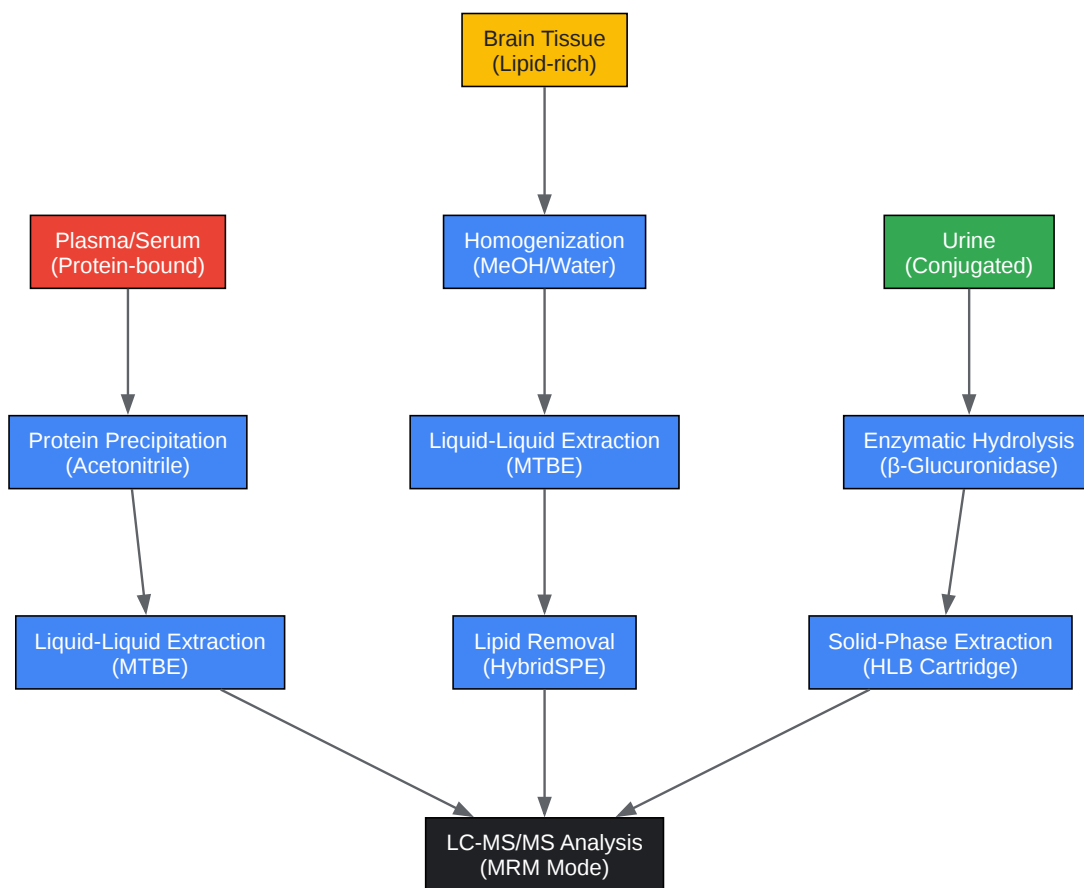 Brain Tissue
(Lipid-rich)
Plasma/Serum
(Protein-bound)
Homogenization
(MeOH/Water)
Urine
(Conjugated)
Protein Precipitation
(Acetonitrile)
Liquid-Liquid Extraction
(MTBE)
Enzymatic Hydrolysis
(β-Glucuronidase)
Liquid-Liquid Extraction
(MTBE)
Lipid Removal
(HybridSPE)
Solid-Phase Extraction
(HLB Cartridge)
LC-MS/MS Analysis
(MRM Mode)